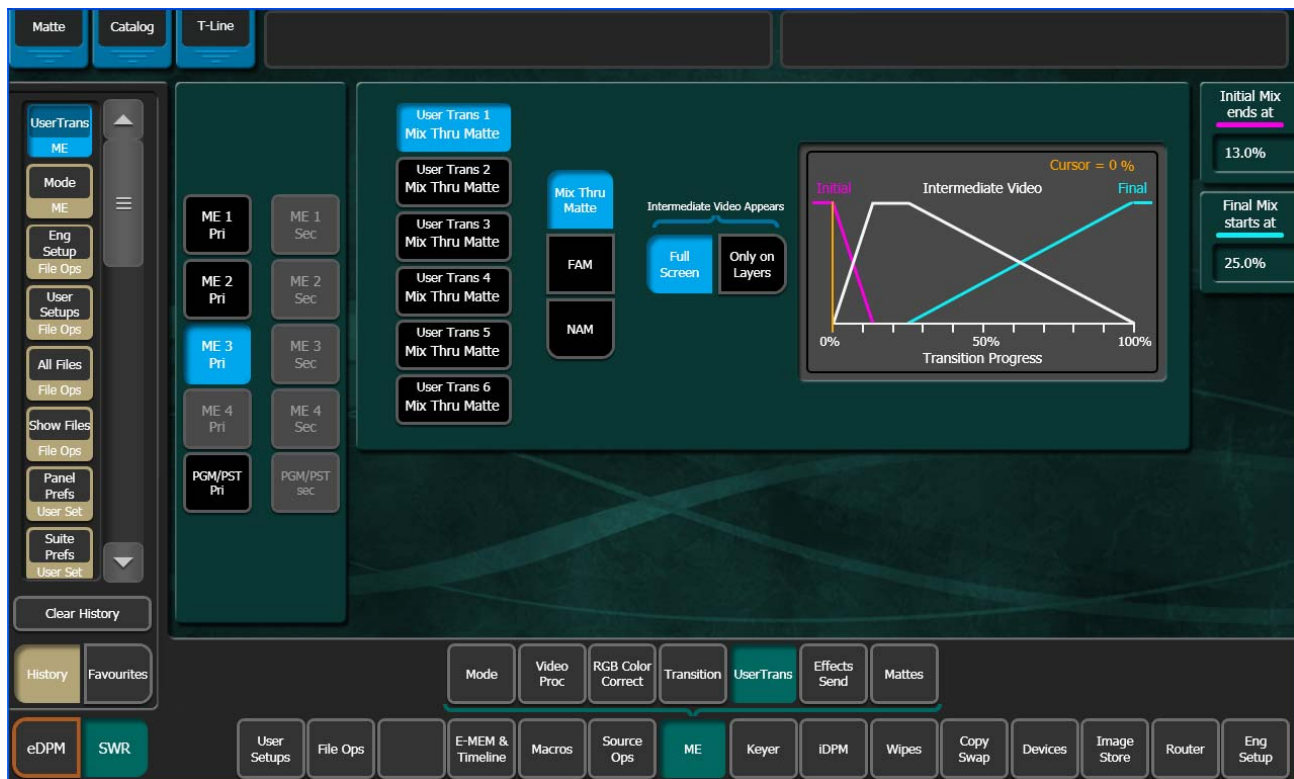 Matte
Catalog
T-Line
UserTrans
ME
Mode
ME
Eng
Setup
File Ops
User
Setups
File Ops
All Files
File Ops
Show Files
File Ops
Panel
Prefs
User Set
Suite
Prefs
User Set
Clear History
History
Favourites
eDPM
SWR
ME 1
Pri
ME 1
Sec
ME 2
Pri
ME 2
Sec
ME 3
Pri
ME 3
Sec
ME 4
Pri
ME 4
Sec
PGM/PST
Pri
PGM/PST
sec
User Trans 1
Mix Thru Matte
User Trans 2
Mix Thru Matte
User Trans 3
Mix Thru Matte
User Trans 4
Mix Thru Matte
User Trans 5
Mix Thru Matte
User Trans 6
Mix Thru Matte
Mix Thru
Matte
FAM
NAM
Intermediate Video Appears
Full
Screen
Only on
Layers
Cursor = 0 %
Initial
Intermediate Video
Final
0%
50%
100%
Transition Progress
Initial Mix
ends at
13.0%
Final Mix
starts at
25.0%
Mode
Video
Proc
RGB Color
Correct
Transition
UserTrans
Effects
Send
Mattes
User
Setups
File Ops
E-MEM &
Timeline
Macros
Source
Ops
ME
Keyer
iDPM
Wipes
Copy
Swap
Devices
Image
Store
Router
Eng
Setup